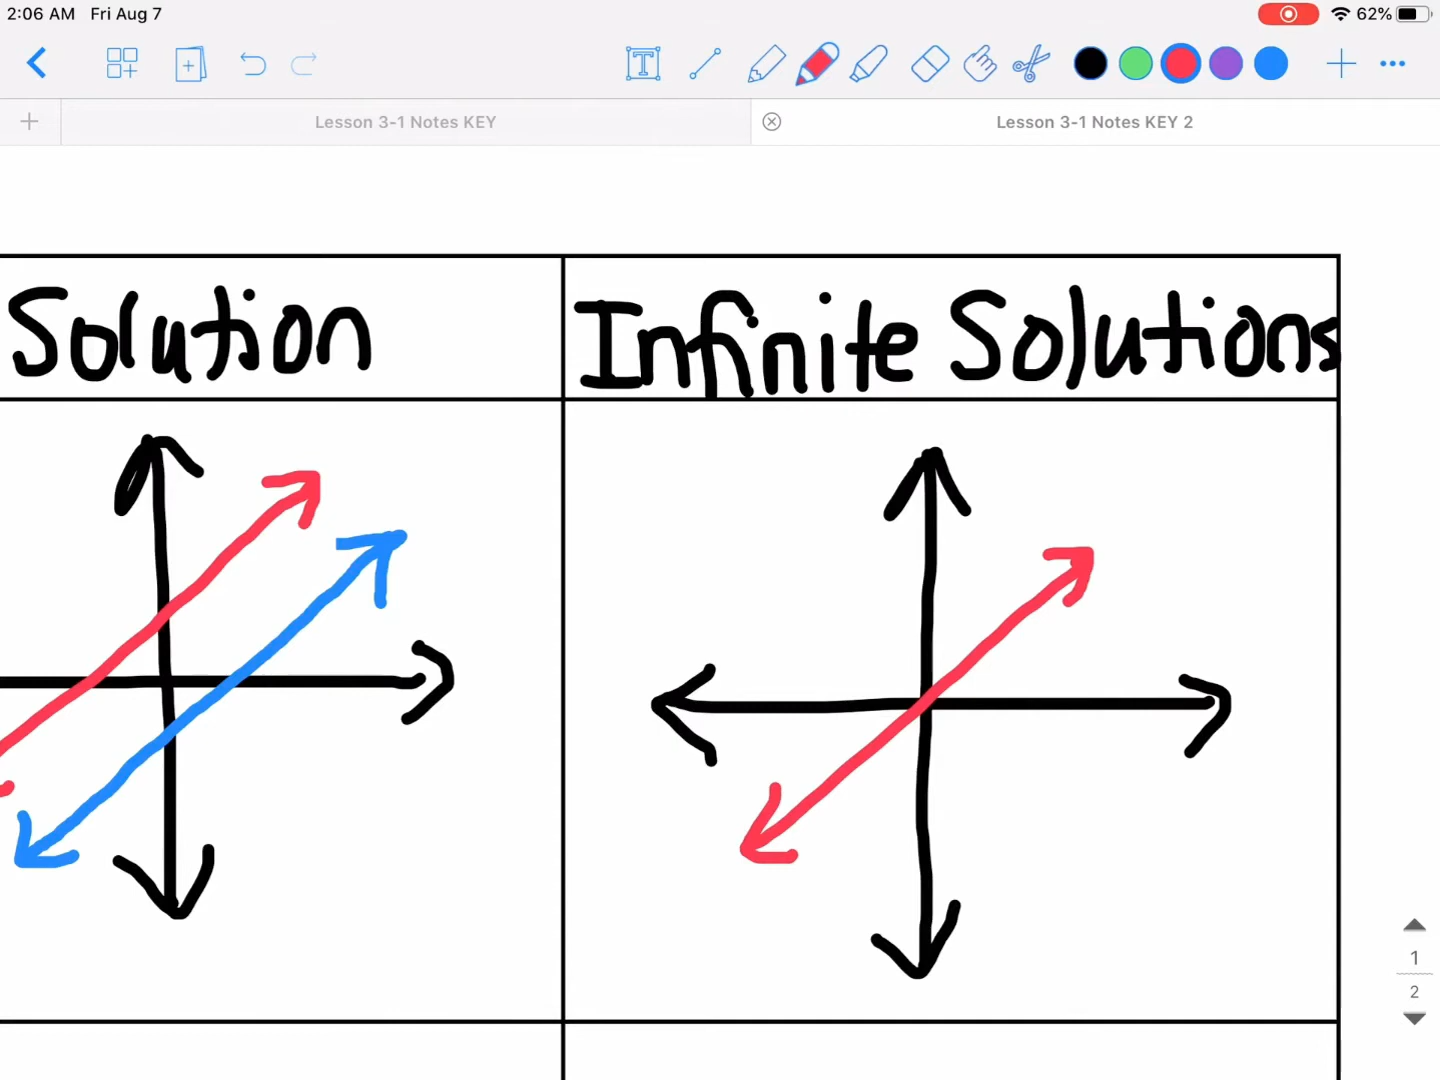 2:06 AM Fri Aug 7
62%
T
Lesson 3-1 Notes KEY
Lesson 3-1 Notes KEY 2
Solution
Infinite Solutions
1
2